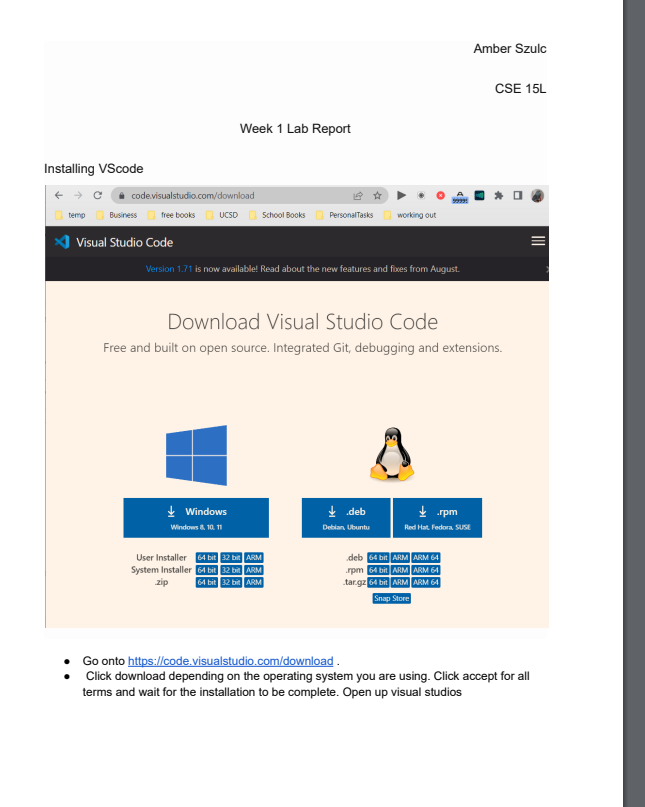 Amber Szulc
CSE 15L
Week 1 Lab Report
Installing VScode
code.visualstudio.com/download
99995
temp Business free books UCSD School Books PersonalTasks working out
Visual Studio Code
Version 1.71 is now available! Read about the new features and fixes from August.
Download Visual Studio Code
Free and built on open source. Integrated Git, debugging and extensions.
Windows
Windows 8, 10, 11
.deb
Debian, Ubuntu
.rpm
Red Hat, Fedora, SUSE
User Installer 64 bit 32 bit ARM
System Installer 64 bit 32 bit ARM
.zip 64 bit 32 bit ARM
.deb 64 bit ARM ARM 64
.rpm 64 bit ARM ARM 64
.tar.gz 64 bit ARM ARM 64
Snap Store
● Go onto https://code.visualstudio.com/download .
● Click download depending on the operating system you are using. Click accept for all
terms and wait for the installation to be complete. Open up visual studios